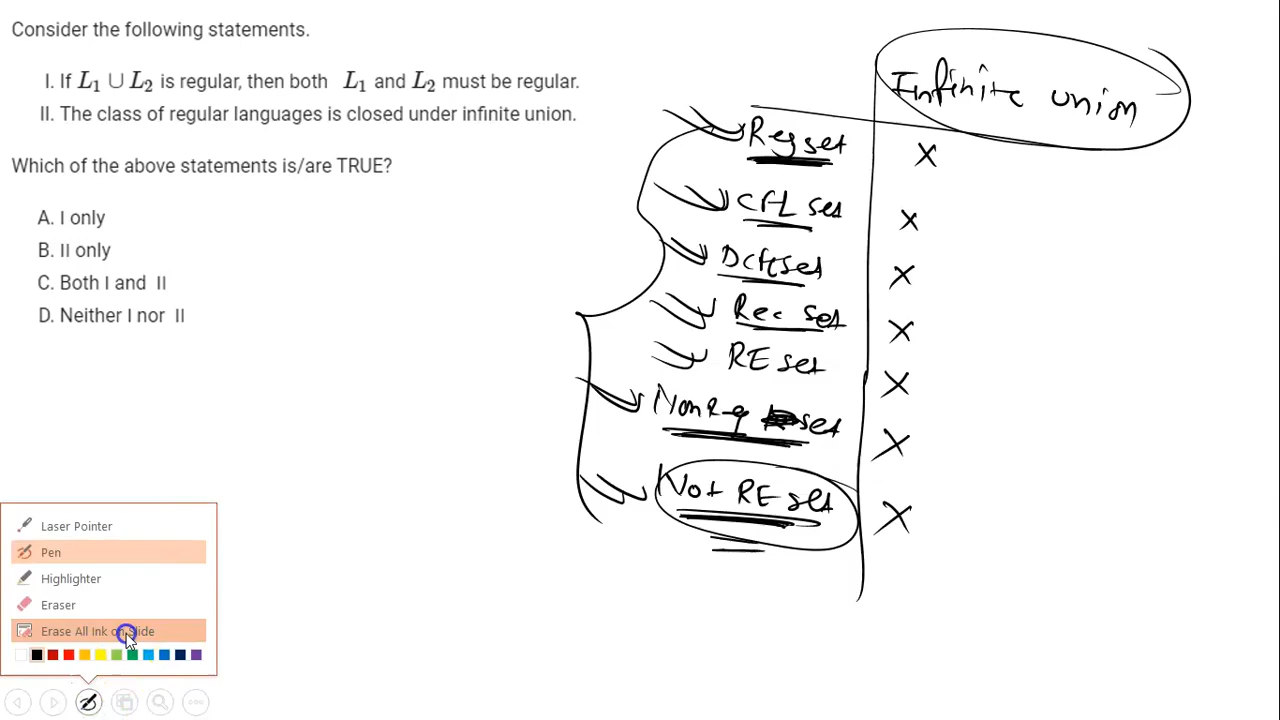 Consider the following statements.
I. If L₁ ∪ L₂ is regular, then both L₁ and L₂ must be regular.
II. The class of regular languages is closed under infinite union.
Which of the above statements is/are TRUE?
A. I only
B. II only
C. Both I and II
D. Neither I nor II
Infinite union
Reg set X
CFL set X
DCFL set X
Rec set X
RE set X
NonReg set X
Not RE set X
Laser Pointer
Pen
Highlighter
Eraser
Erase All Ink on Slide